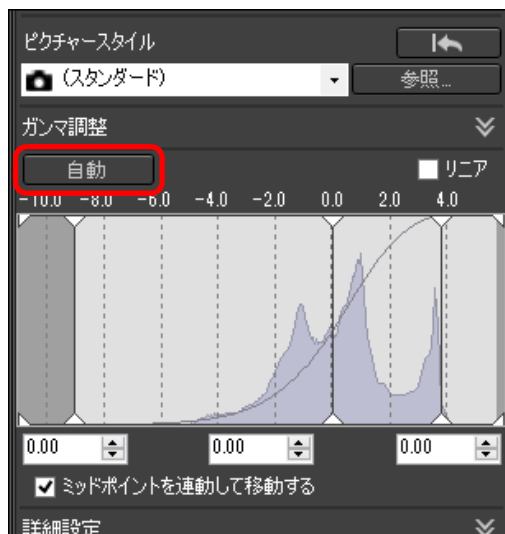 ピクチャースタイル
(スタンダード)
参照...
ガンマ調整
自動
リニア
-10.0 -8.0 -6.0 -4.0 -2.0 0.0 2.0 4.0
0.00 0.00 0.00
ミッドポイントを連動して移動する
詳細設定